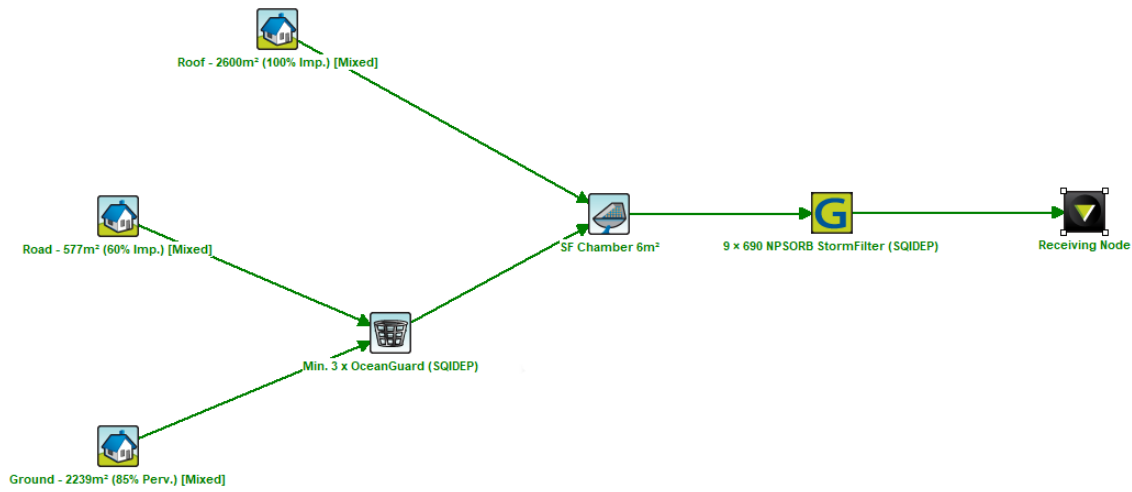 Roof - 2600m² (100% Imp.) [Mixed]
Road - 577m² (60% Imp.) [Mixed]
SF Chamber 6m²
G
9 x 690 NPSORB StormFilter (SQIDEP)
Receiving Node
Min. 3 x OceanGuard (SQIDEP)
Ground - 2239m² (85% Perv.) [Mixed]